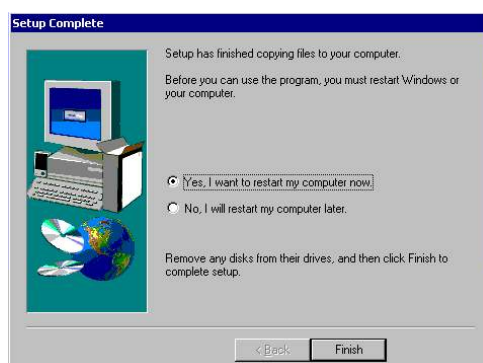 Setup Complete
Setup has finished copying files to your computer.
Before you can use the program, you must restart Windows or
your computer.
Yes, I want to restart my computer now.
No, I will restart my computer later.
Remove any disks from their drives, and then click Finish to
complete setup.
< Back
Finish